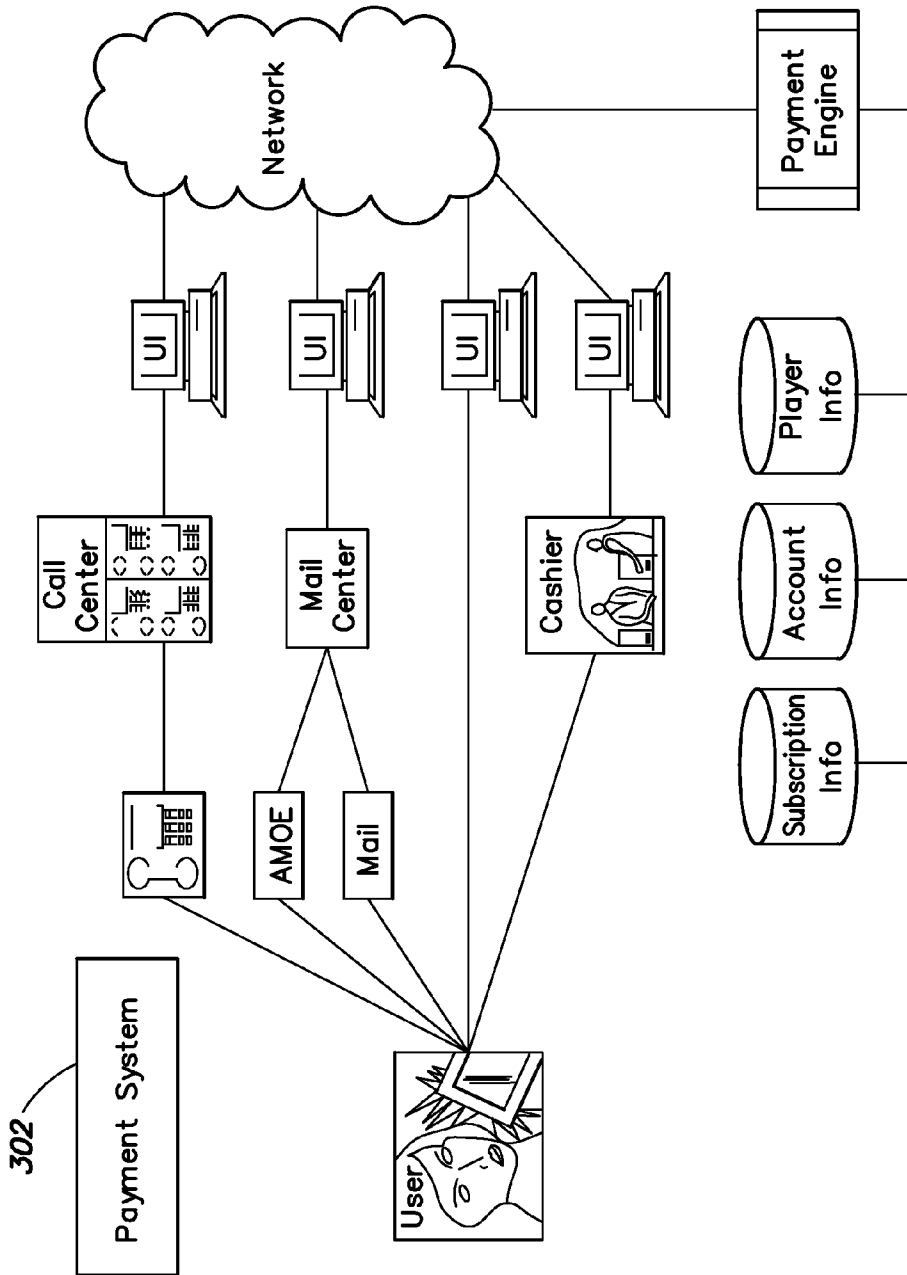 302
Payment System
User
AMOE
Mail
Call
Center
Mail
Center
Cashier
UI
UI
UI
UI
Network
Subscription
Info
Account
Info
Player
Info
Payment
Engine